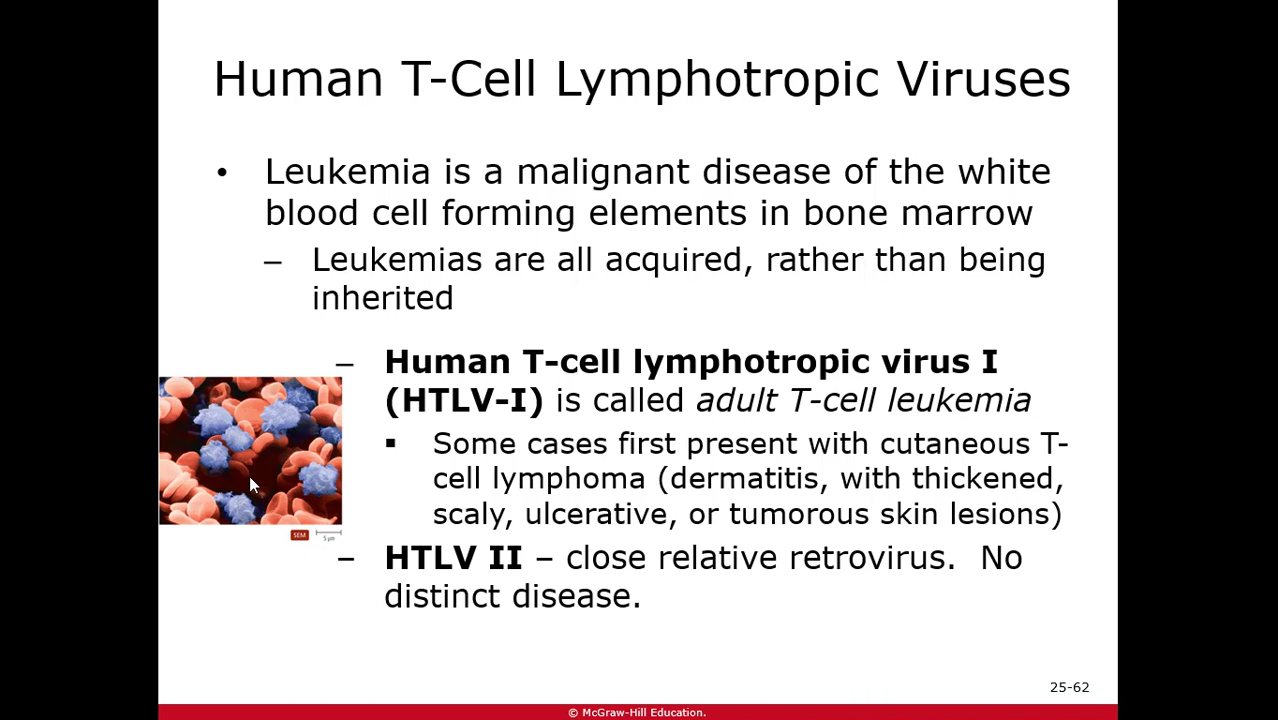 Human T-Cell Lymphotropic Viruses
• Leukemia is a malignant disease of the white
blood cell forming elements in bone marrow
– Leukemias are all acquired, rather than being
inherited
– Human T-cell lymphotropic virus I
(HTLV-I) is called adult T-cell leukemia
▪ Some cases first present with cutaneous T-
cell lymphoma (dermatitis, with thickened,
scaly, ulcerative, or tumorous skin lesions)
SEM 5 µm
– HTLV II – close relative retrovirus. No
distinct disease.
25-62
© McGraw-Hill Education.